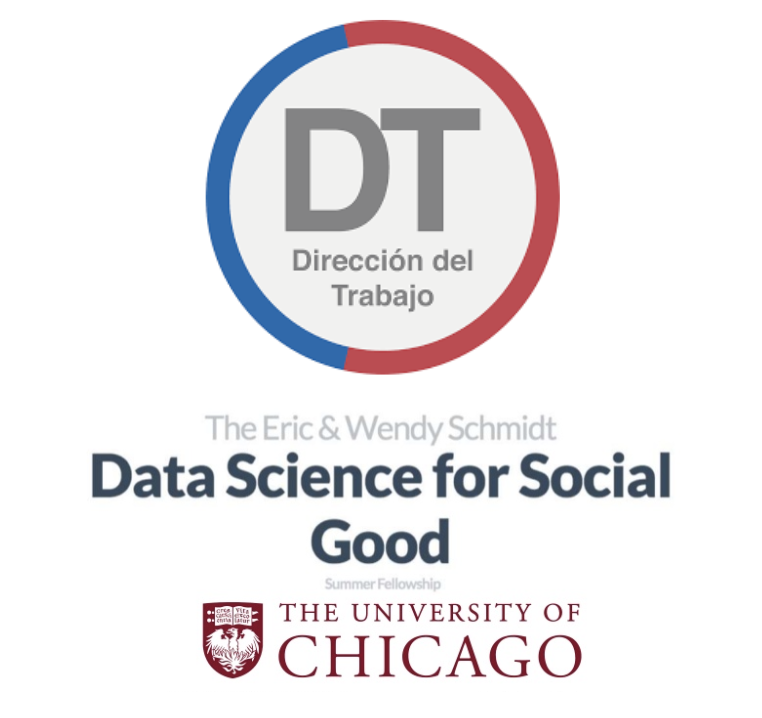 DT
Dirección del
Trabajo
The Eric & Wendy Schmidt
Data Science for Social
Good
Summer Fellowship
THE UNIVERSITY OF
CHICAGO